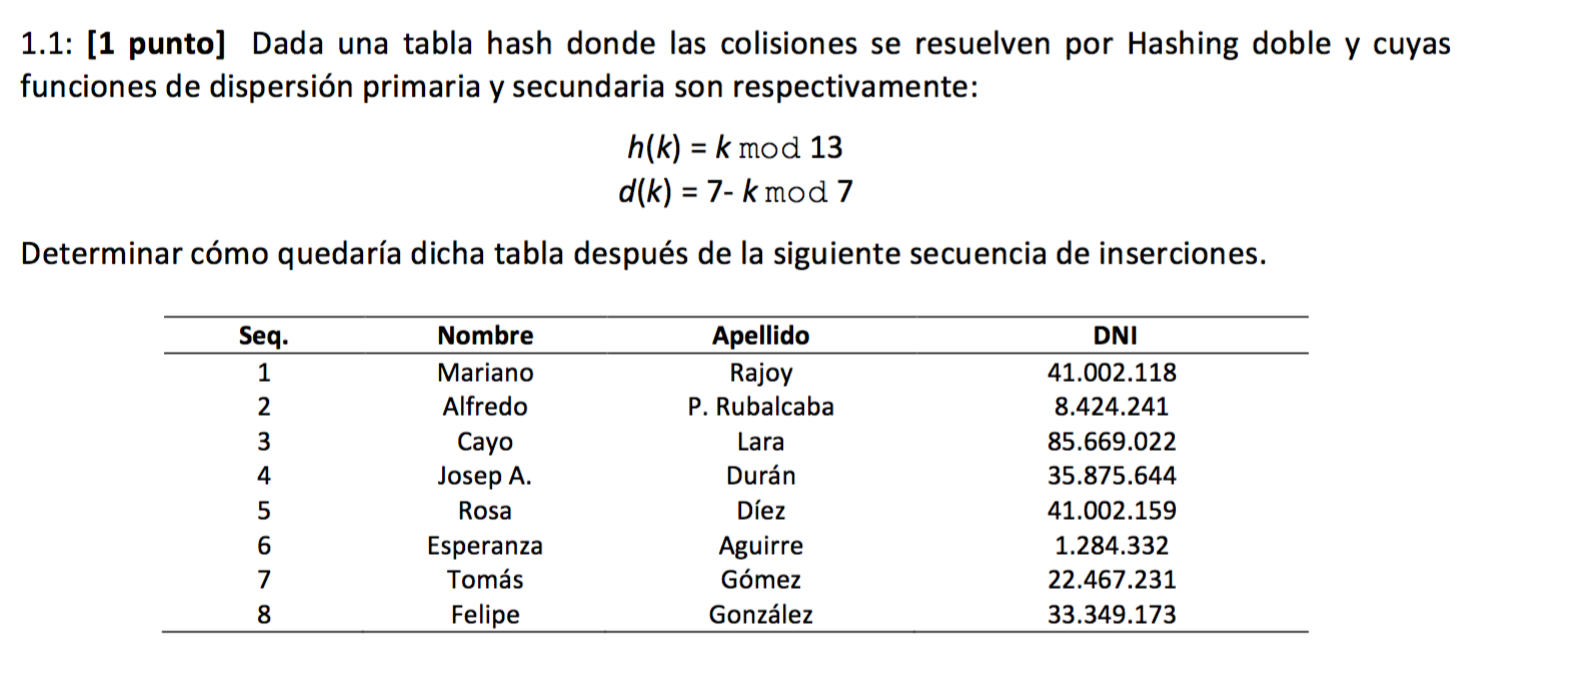 1.1: [1 punto] Dada una tabla hash donde las colisiones se resuelven por Hashing doble y cuyas
funciones de dispersión primaria y secundaria son respectivamente:
h(k) = k mod 13
d(k) = 7- k mod 7
Determinar cómo quedaría dicha tabla después de la siguiente secuencia de inserciones.
Seq. Nombre Apellido DNI
1 Mariano Rajoy 41.002.118
2 Alfredo P. Rubalcaba 8.424.241
3 Cayo Lara 85.669.022
4 Josep A. Durán 35.875.644
5 Rosa Díez 41.002.159
6 Esperanza Aguirre 1.284.332
7 Tomás Gómez 22.467.231
8 Felipe González 33.349.173